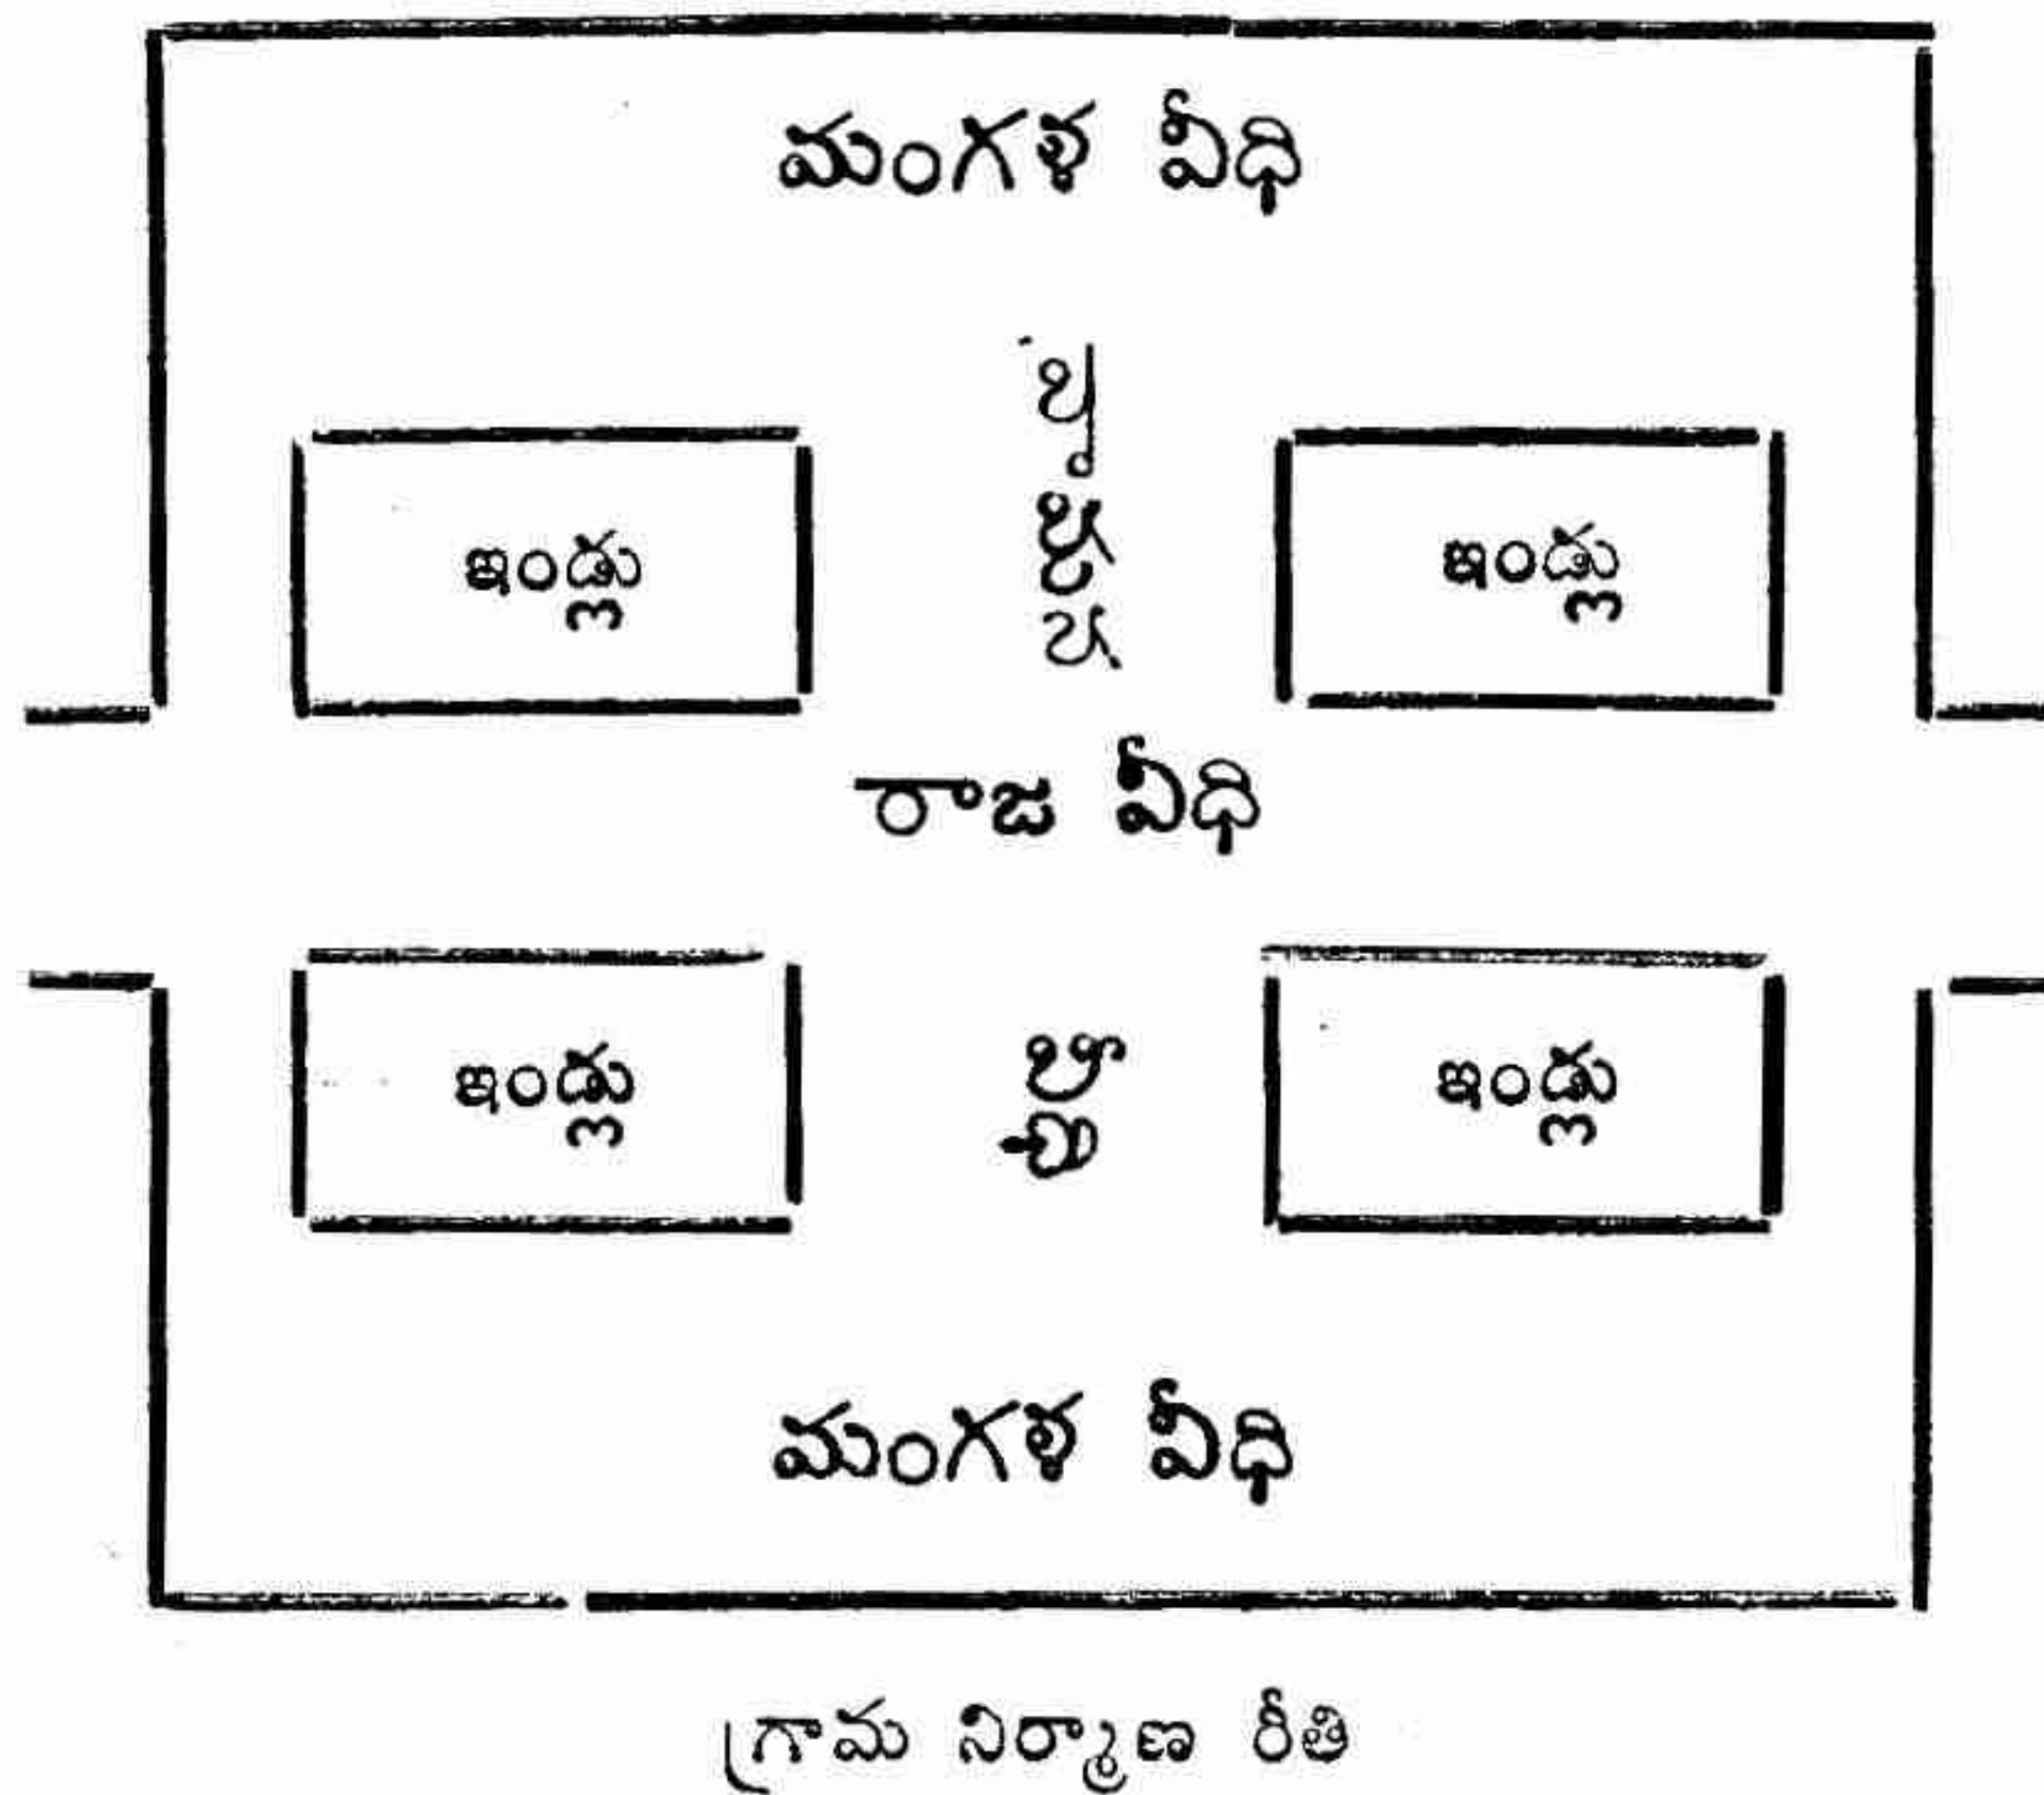 మంగళ వీధి
ఇండ్లు ఇండ్లు
రాజ వీధి
ఇండ్లు ఇండ్లు
మంగళ వీధి
గ్రామ నిర్మాణ రీతి